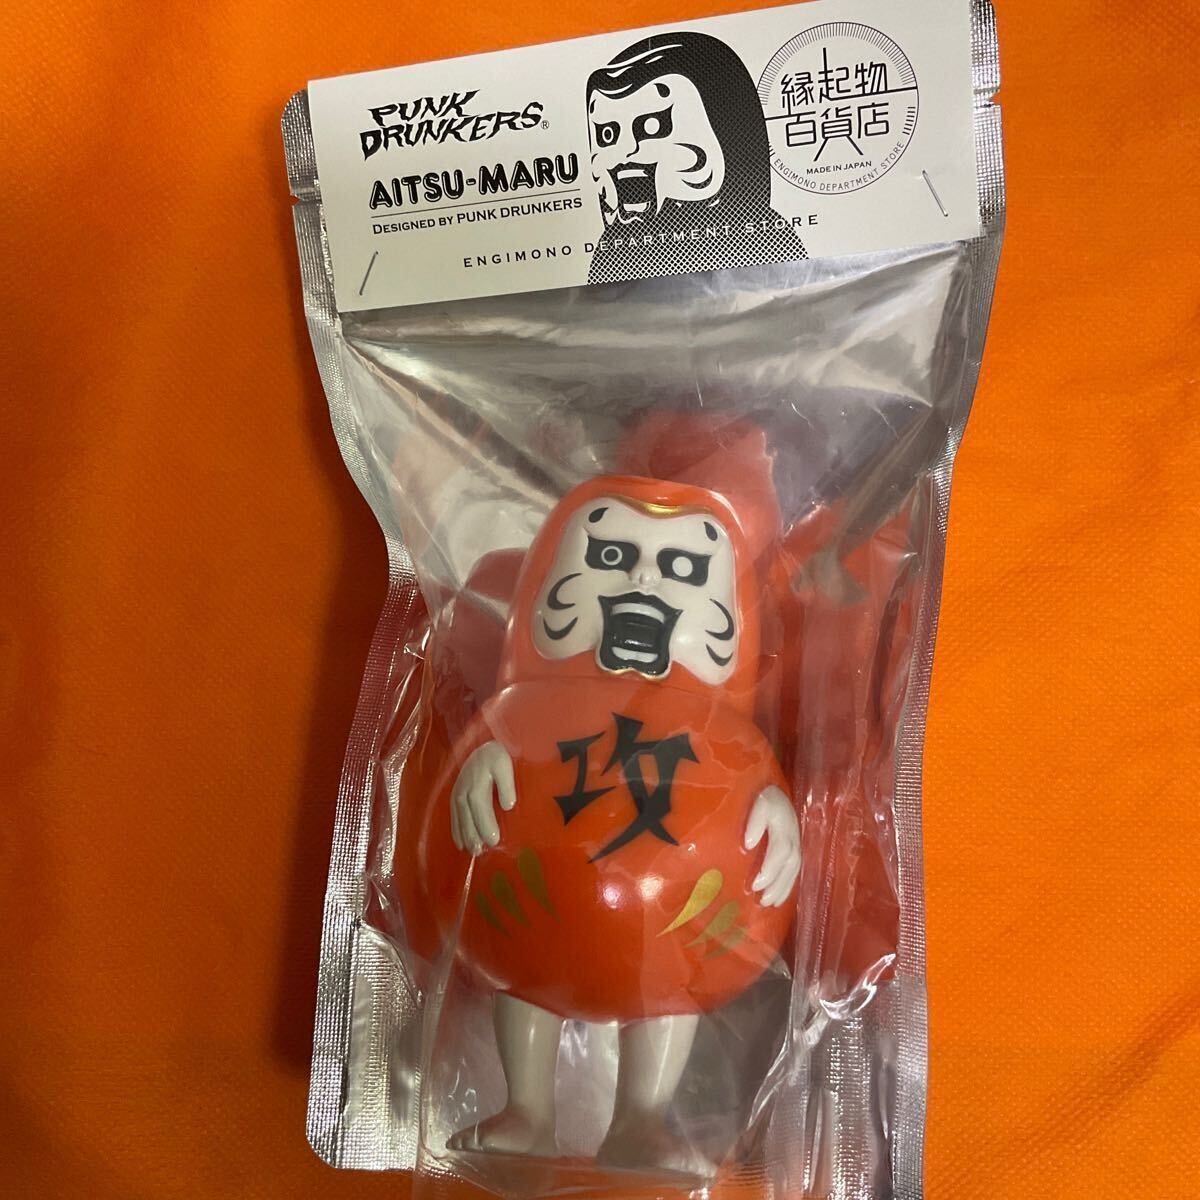 PUNK
DRUNKERS®
AITSU-MARU
DESIGNED BY PUNK DRUNKERS
ENGIMONO DEPARTMENT STORE
縁起物
百貨店
MADE IN JAPAN
ENGIMONO DEPARTMENT STORE
攻